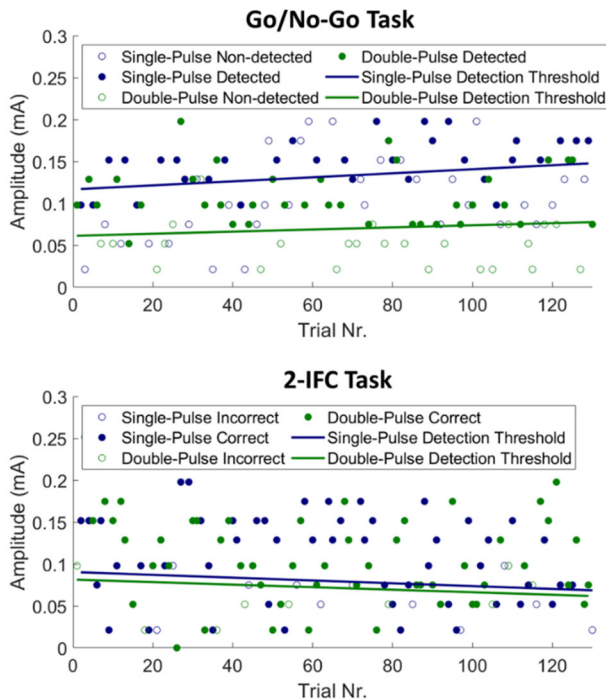 Go/No-Go Task
Single-Pulse Non-detected
Double-Pulse Detected
Single-Pulse Detected
Single-Pulse Detection Threshold
Double-Pulse Non-detected
Double-Pulse Detection Threshold
Amplitude (mA)
0.3
0.2
0.15
0.1
0.05
0
0 20 40 60 80 100 120
Trial Nr.
2-IFC Task
Single-Pulse Incorrect
Double-Pulse Correct
Single-Pulse Correct
Single-Pulse Detection Threshold
Double-Pulse Incorrect
Double-Pulse Detection Threshold
Amplitude (mA)
0.3
0.2
0.15
0.1
0.05
0
0 20 40 60 80 100 120
Trial Nr.